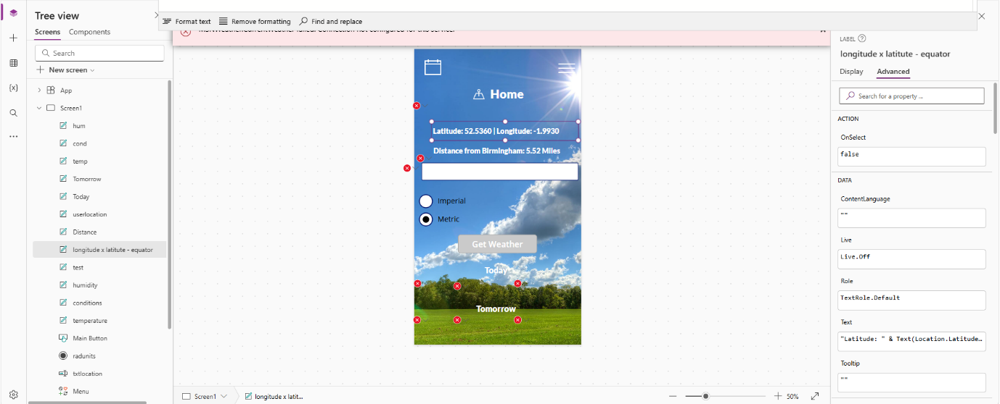 Tree view
Format text
Remove formatting
Find and replace
Screens
Components
failed: Connection not configured for this service.
Search
New screen
App
Screen1
hum
cond
temp
Tomorrow
Today
userlocation
Distance
longitude x latitute - equator
test
humidity
conditions
temperature
Main Button
radunits
txtlocation
Menu
Home
Latitude: 52.5360 | Longitude: -1.9930
Distance from Birmingham: 5.52 Miles
Imperial
Metric
Get Weather
Today
Tomorrow
Screen1
longitude x latit...
50%
LABEL
longitude x latitute - equator
Display
Advanced
Search for a property ...
ACTION
OnSelect
false
DATA
ContentLanguage
""
Live
Live.Off
Role
TextRole.Default
Text
"Latitude: " & Text(Location.Latitude…
Tooltip
""